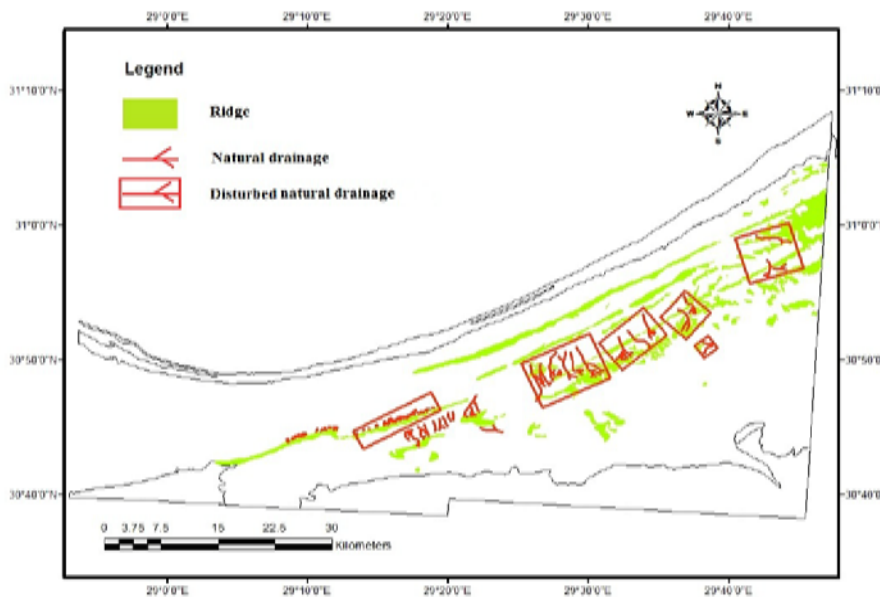 29°0'0"E 29°10'0"E 29°20'0"E 29°30'0"E 29°40'0"E
Legend
31°10'0"N 31°10'0"N
Ridge
N
W E
S
Natural drainage
Disturbed natural drainage
31°0'0"N 31°0'0"N
30°50'0"N 30°50'0"N
30°40'0"N 30°40'0"N
0 3.75 7.5 15 22.5 30
Kilometers
29°0'0"E 29°10'0"E 29°20'0"E 29°30'0"E 29°40'0"E